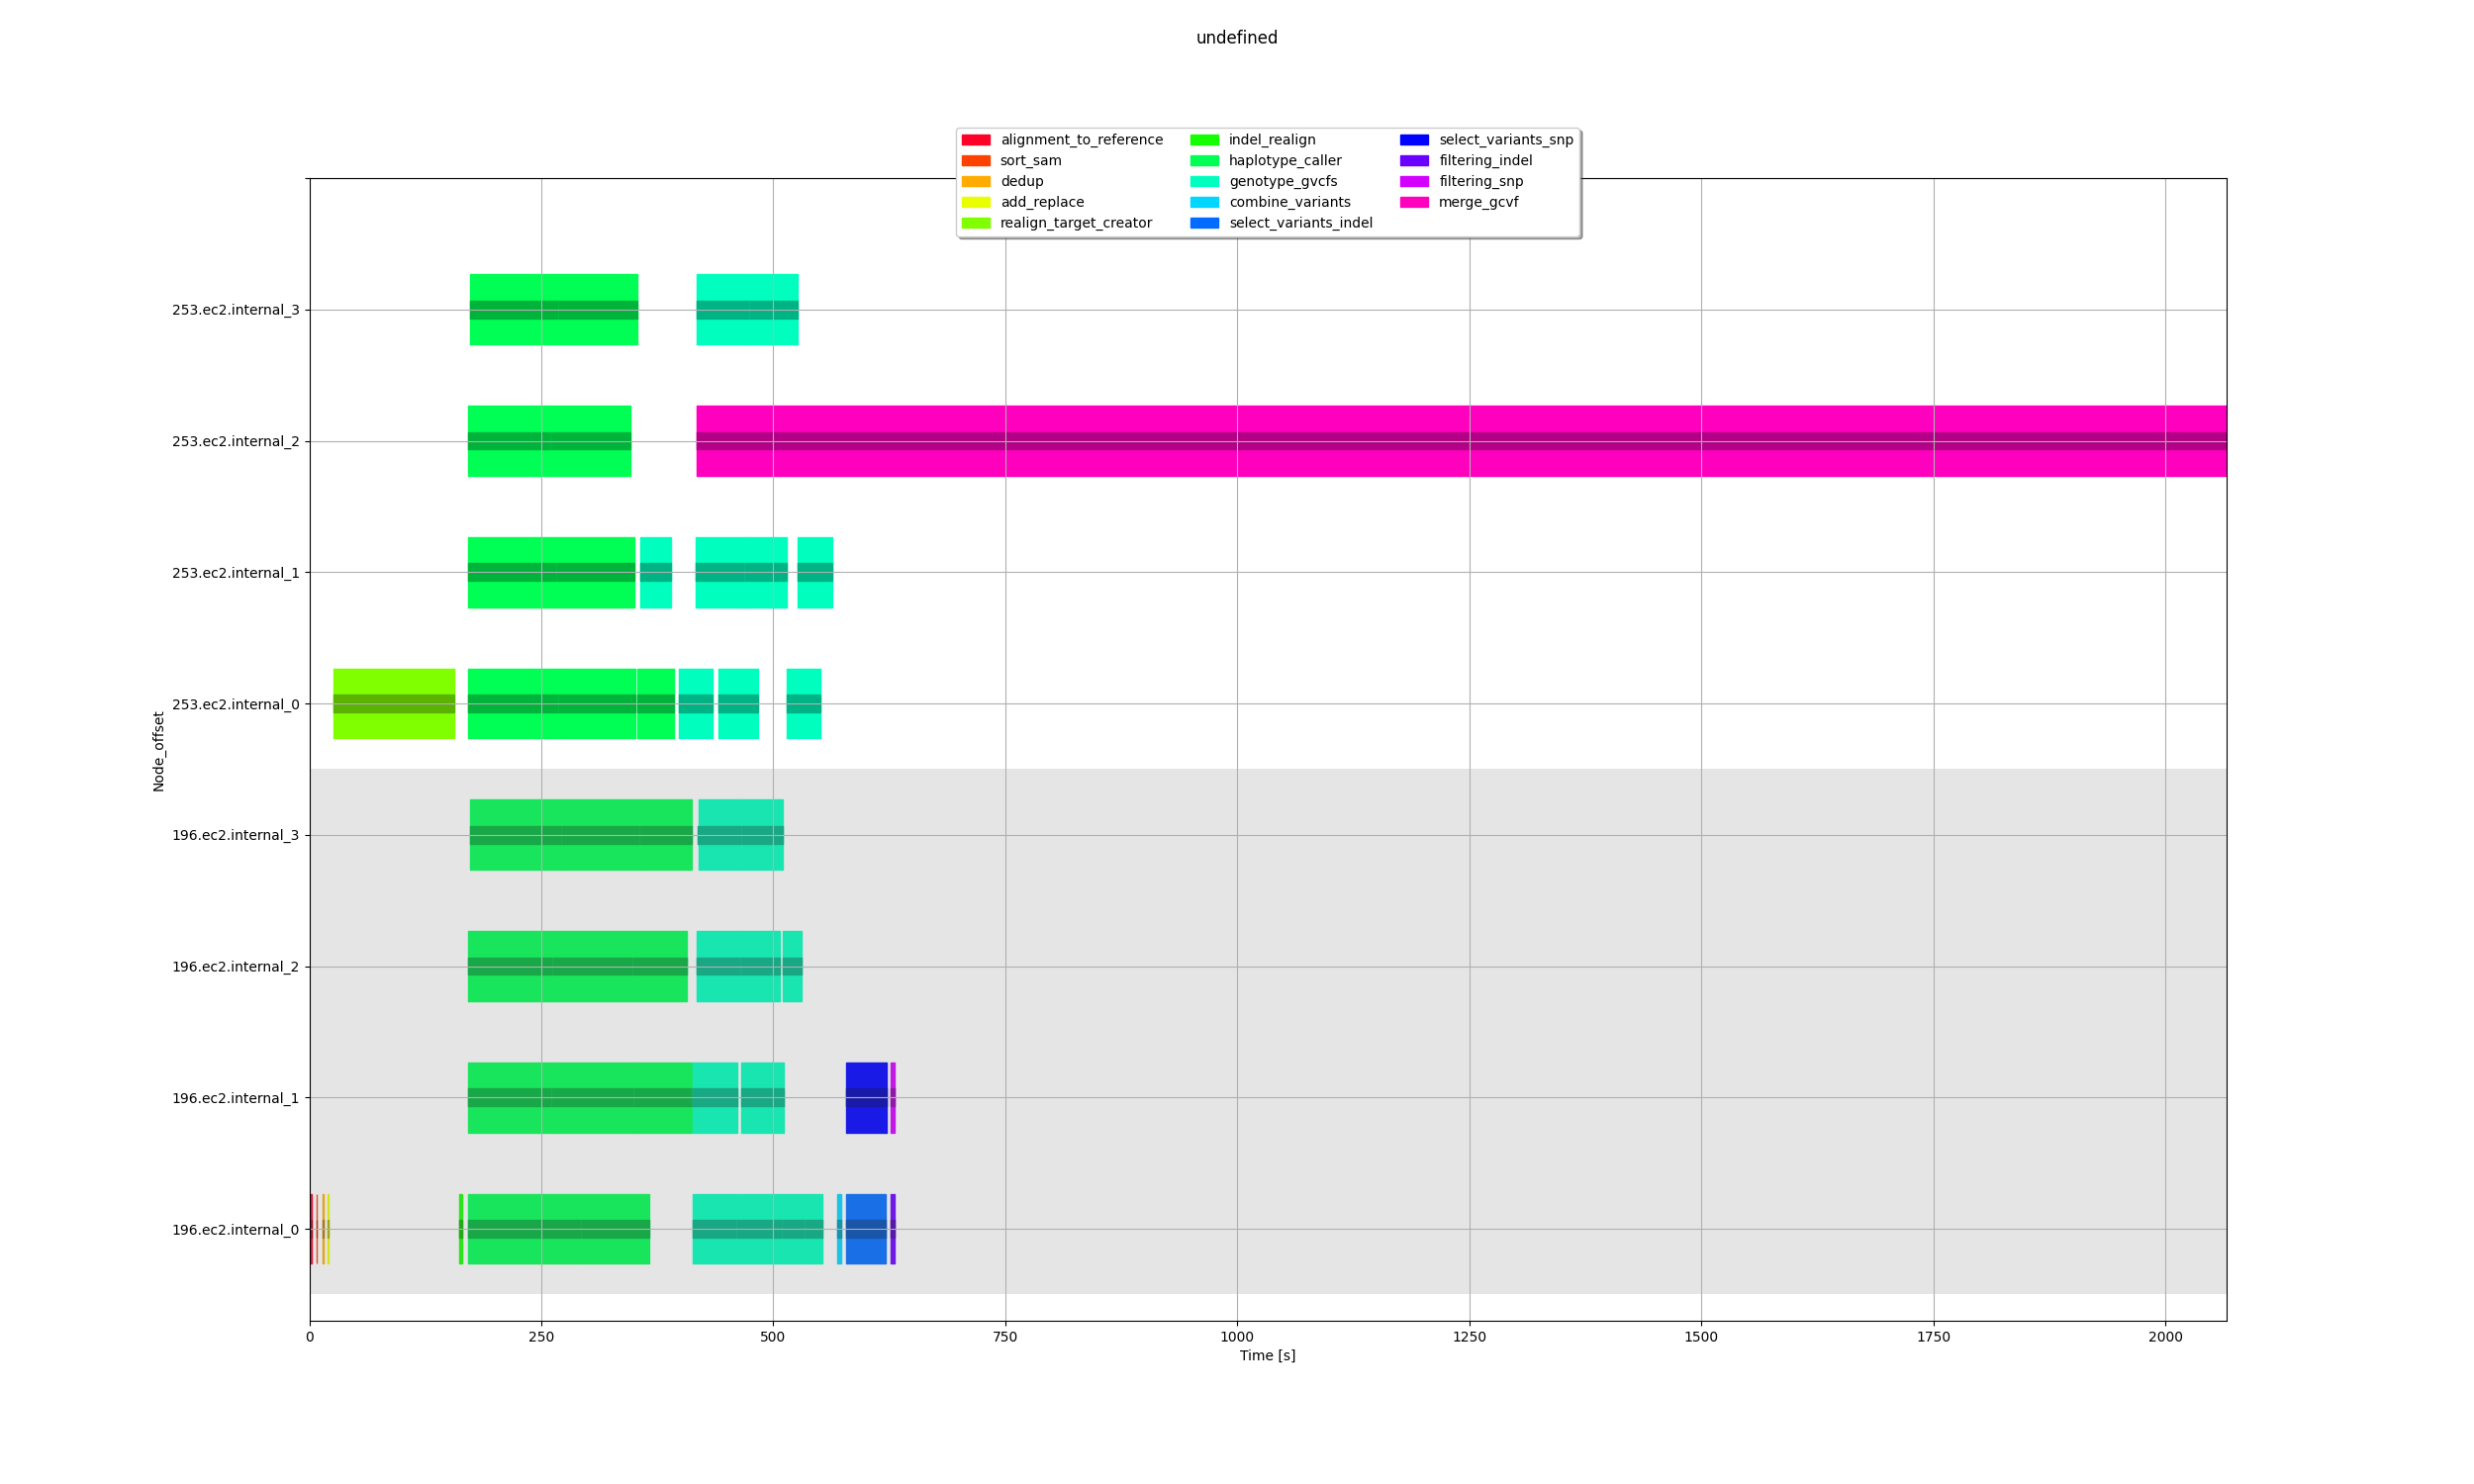 undefined
alignment_to_reference
sort_sam
dedup
add_replace
realign_target_creator
indel_realign
haplotype_caller
genotype_gvcfs
combine_variants
select_variants_indel
select_variants_snp
filtering_indel
filtering_snp
merge_gcvf
Node_offset
253.ec2.internal_3
253.ec2.internal_2
253.ec2.internal_1
253.ec2.internal_0
196.ec2.internal_3
196.ec2.internal_2
196.ec2.internal_1
196.ec2.internal_0
0 250 500 750 1000 1250 1500 1750 2000
Time [s]